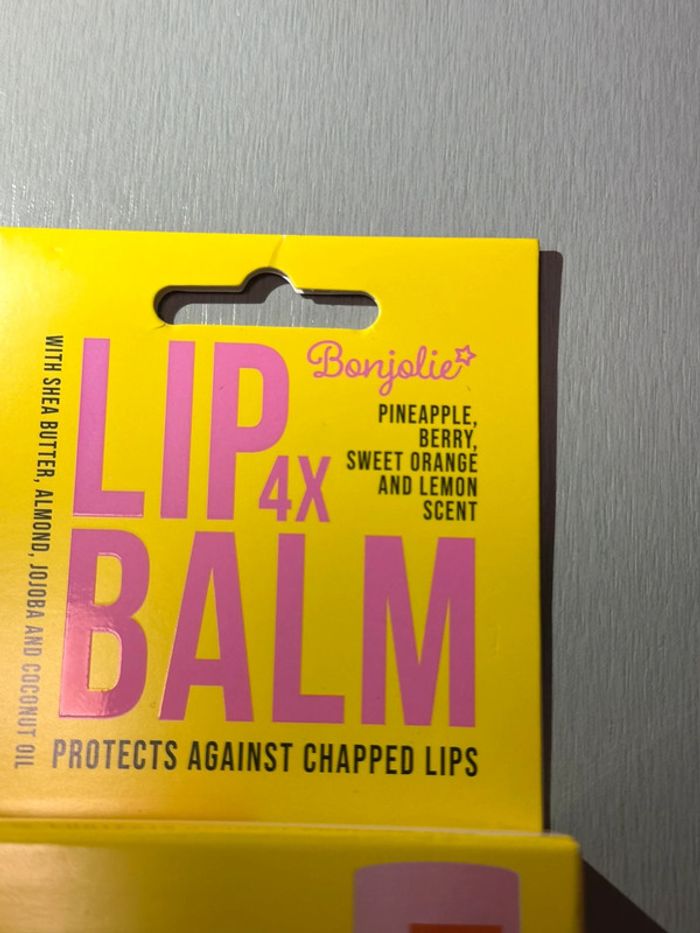 LIP 4X
BALM
Bonjolie
PINEAPPLE,
BERRY,
SWEET ORANGE
AND LEMON
SCENT
WITH SHEA BUTTER, ALMOND, JOJOBA AND COCONUT OIL
PROTECTS AGAINST CHAPPED LIPS